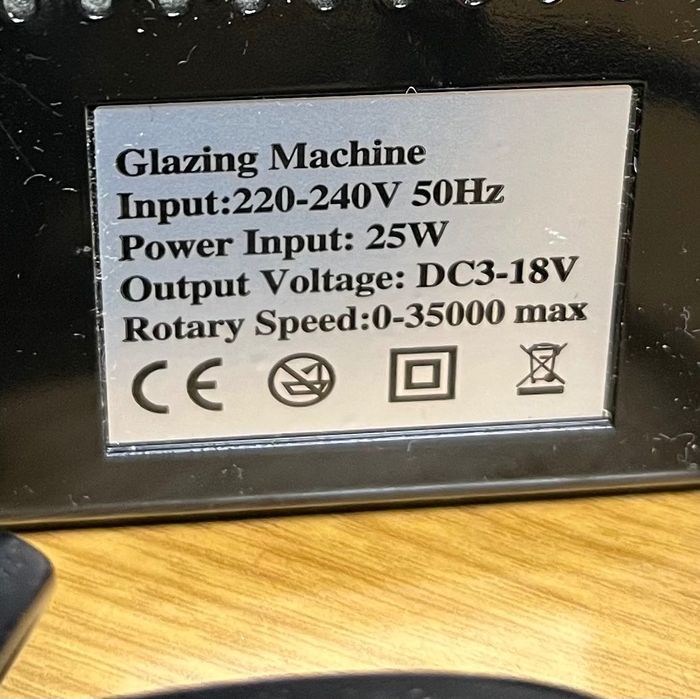 Glazing Machine
Input:220-240V 50Hz
Power Input: 25W
Output Voltage: DC3-18V
Rotary Speed:0-35000 max
CE